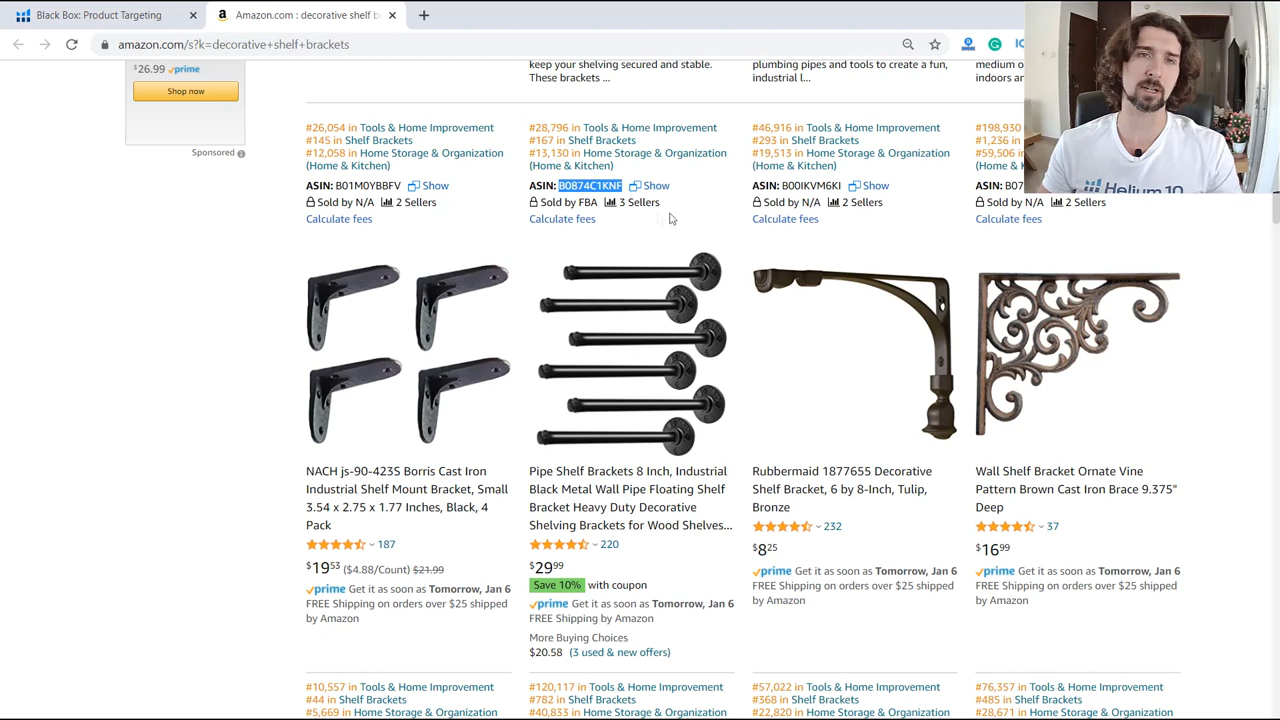 Black Box: Product Targeting
Amazon.com : decorative shelf b
amazon.com/s?k=decorative+shelf+brackets
$26.99 prime
Shop now
Sponsored
keep your shelving secured and stable.
These brackets ...
plumbing pipes and tools to create a fun,
industrial l...
medium o
indoors an
#26,054 in Tools & Home Improvement
#145 in Shelf Brackets
#12,058 in Home Storage & Organization
(Home & Kitchen)
ASIN: B01M0YBBFV Show
Sold by N/A 2 Sellers
Calculate fees
#28,796 in Tools & Home Improvement
#167 in Shelf Brackets
#13,130 in Home Storage & Organization
(Home & Kitchen)
ASIN: B0874C1KNF Show
Sold by FBA 3 Sellers
Calculate fees
#46,916 in Tools & Home Improvement
#293 in Shelf Brackets
#19,513 in Home Storage & Organization
(Home & Kitchen)
ASIN: B00IKVM6KI Show
Sold by N/A 2 Sellers
Calculate fees
#198,930
#1,236 in
#59,506
(Home &
ASIN: B07
Sold by N/A 2 Sellers
Calculate fees
Helium 10
NACH js-90-423S Borris Cast Iron
Industrial Shelf Mount Bracket, Small
3.54 x 2.75 x 1.77 Inches, Black, 4
Pack
187
$19.53 ($4.88/Count) $21.99
prime Get it as soon as Tomorrow, Jan 6
FREE Shipping on orders over $25 shipped
by Amazon
Pipe Shelf Brackets 8 Inch, Industrial
Black Metal Wall Pipe Floating Shelf
Bracket Heavy Duty Decorative
Shelving Brackets for Wood Shelves...
220
$29.99
Save 10% with coupon
prime Get it as soon as Tomorrow, Jan 6
FREE Shipping on orders over $25 shipped
by Amazon
More Buying Choices
$20.58 (3 used & new offers)
Rubbermaid 1877655 Decorative
Shelf Bracket, 6 by 8-Inch, Tulip,
Bronze
232
$8.25
prime Get it as soon as Tomorrow, Jan 6
FREE Shipping on orders over $25 shipped
by Amazon
Wall Shelf Bracket Ornate Vine
Pattern Brown Cast Iron Brace 9.375"
Deep
37
$16.99
prime Get it as soon as Tomorrow, Jan 6
FREE Shipping on orders over $25 shipped
by Amazon
#10,557 in Tools & Home Improvement
#44 in Shelf Brackets
#5,669 in Home Storage & Organization
#120,117 in Tools & Home Improvement
#782 in Shelf Brackets
#40,833 in Home Storage & Organization
#57,022 in Tools & Home Improvement
#368 in Shelf Brackets
#22,820 in Home Storage & Organization
#76,357 in Tools & Home Improvement
#485 in Shelf Brackets
#28,671 in Home Storage & Organization